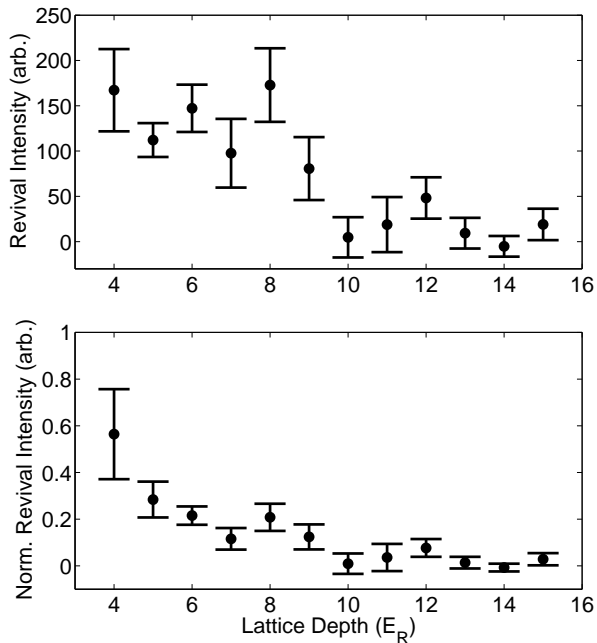 250
200
150
100
50
0
Revival Intensity (arb.)
4 6 8 10 12 14 16
1
0.8
0.6
0.4
0.2
0
Norm. Revival Intensity (arb.)
4 6 8 10 12 14 16
Lattice Depth (E_R)